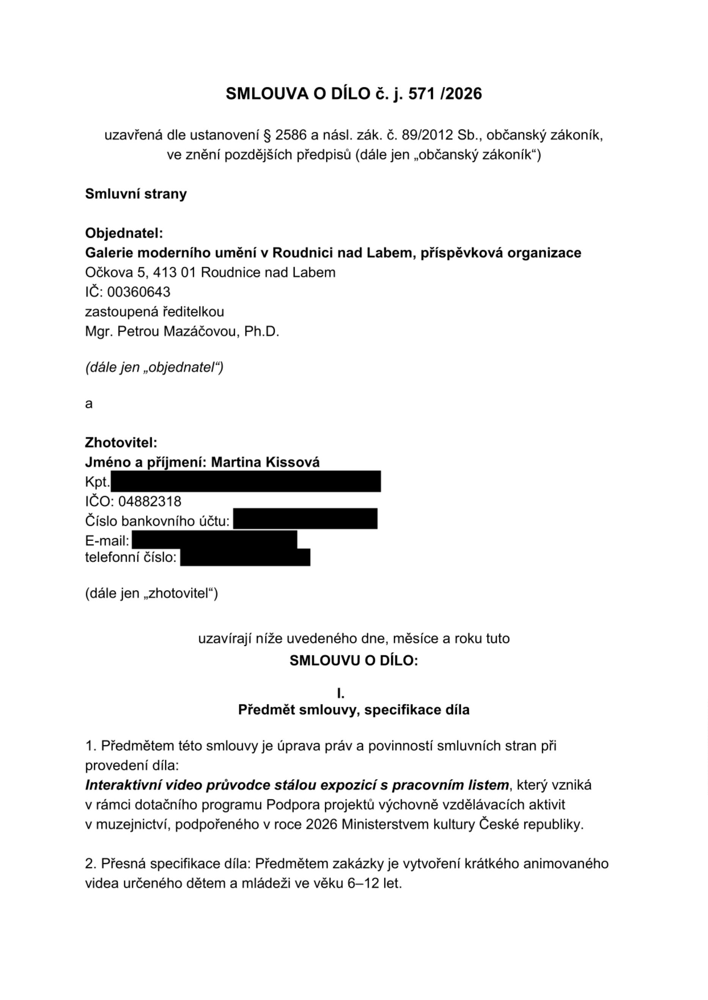 SMLOUVA O DÍLO č. j. 571 /2026
uzavřená dle ustanovení § 2586 a násl. zák. č. 89/2012 Sb., občanský zákoník,
ve znění pozdějších předpisů (dále jen „občanský zákoník“)
Smluvní strany
Objednatel:
Galerie moderního umění v Roudnici nad Labem, příspěvková organizace
Očkova 5, 413 01 Roudnice nad Labem
IČ: 00360643
zastoupená ředitelkou
Mgr. Petrou Mazáčovou, Ph.D.
(dále jen „objednatel“)
a
Zhotovitel:
Jméno a příjmení: Martina Kissová
Kpt.
IČO: 04882318
Číslo bankovního účtu:
E-mail:
telefonní číslo:
(dále jen „zhotovitel“)
uzavírají níže uvedeného dne, měsíce a roku tuto
SMLOUVU O DÍLO:
I.
Předmět smlouvy, specifikace díla
1. Předmětem této smlouvy je úprava práv a povinností smluvních stran při
provedení díla:
Interaktivní video průvodce stálou expozicí s pracovním listem, který vzniká
v rámci dotačního programu Podpora projektů výchovně vzdělávacích aktivit
v muzejnictví, podpořeného v roce 2026 Ministerstvem kultury České republiky.
2. Přesná specifikace díla: Předmětem zakázky je vytvoření krátkého animovaného
videa určeného dětem a mládeži ve věku 6–12 let.